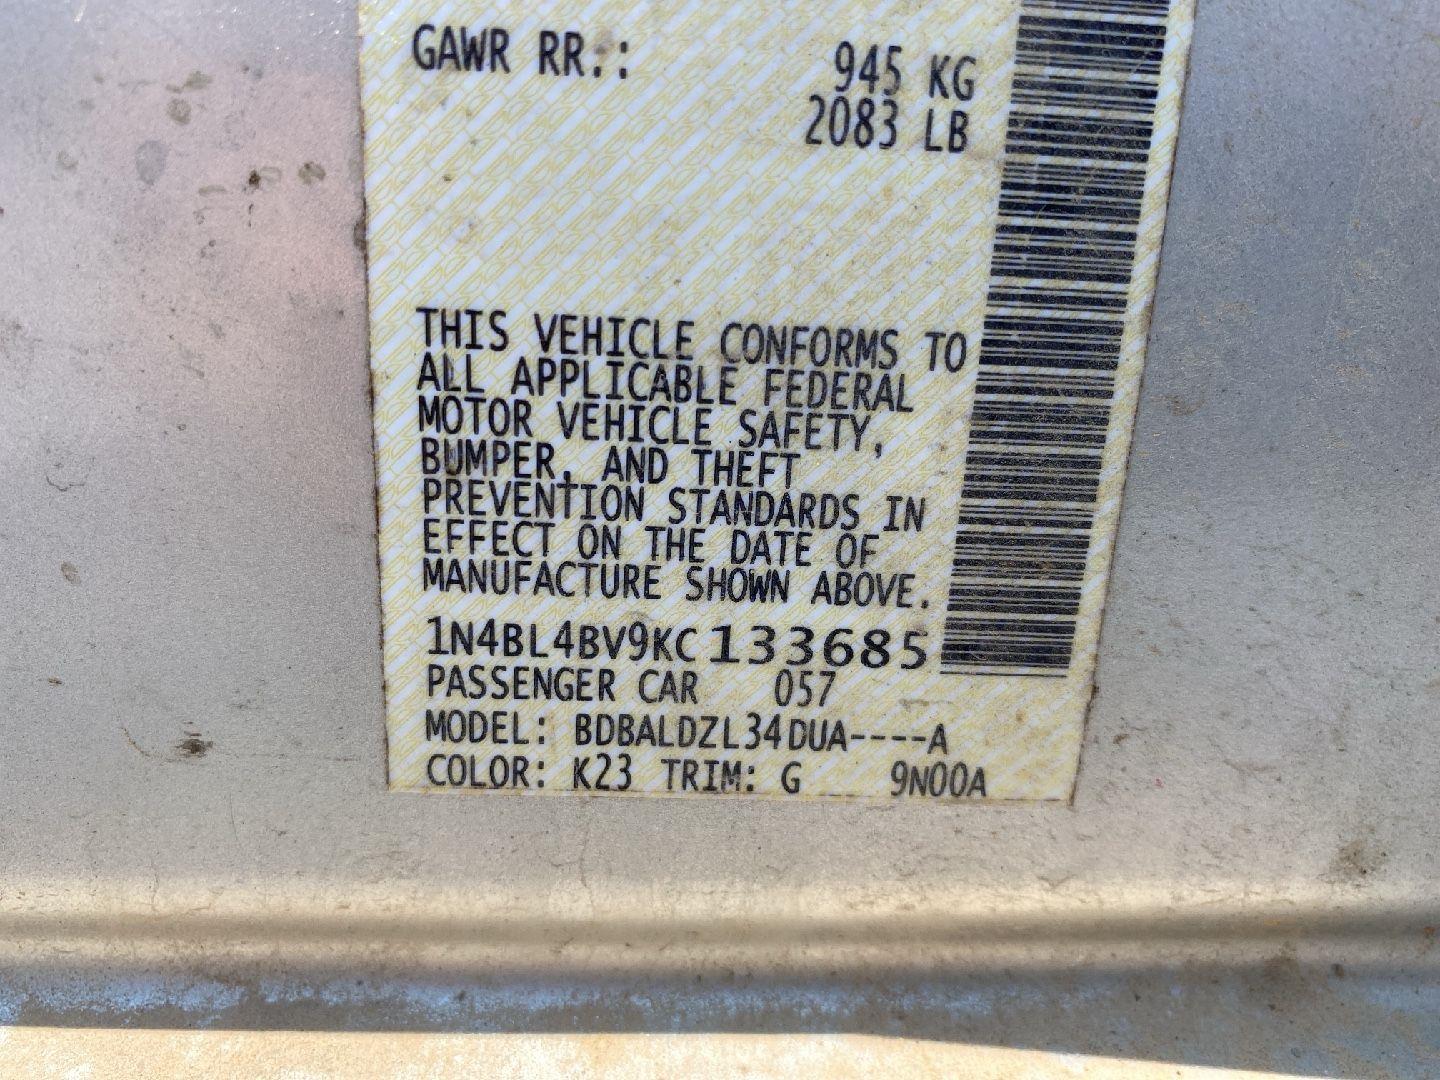 GAWR RR.: 945 KG
2083 LB
THIS VEHICLE CONFORMS TO
ALL APPLICABLE FEDERAL
MOTOR VEHICLE SAFETY,
BUMPER, AND THEFT
PREVENTION STANDARDS IN
EFFECT ON THE DATE OF
MANUFACTURE SHOWN ABOVE.
1N4BL4BV9KC133685
PASSENGER CAR 057
MODEL: BDBALDZL34DUA----A
COLOR: K23 TRIM: G 9N00A